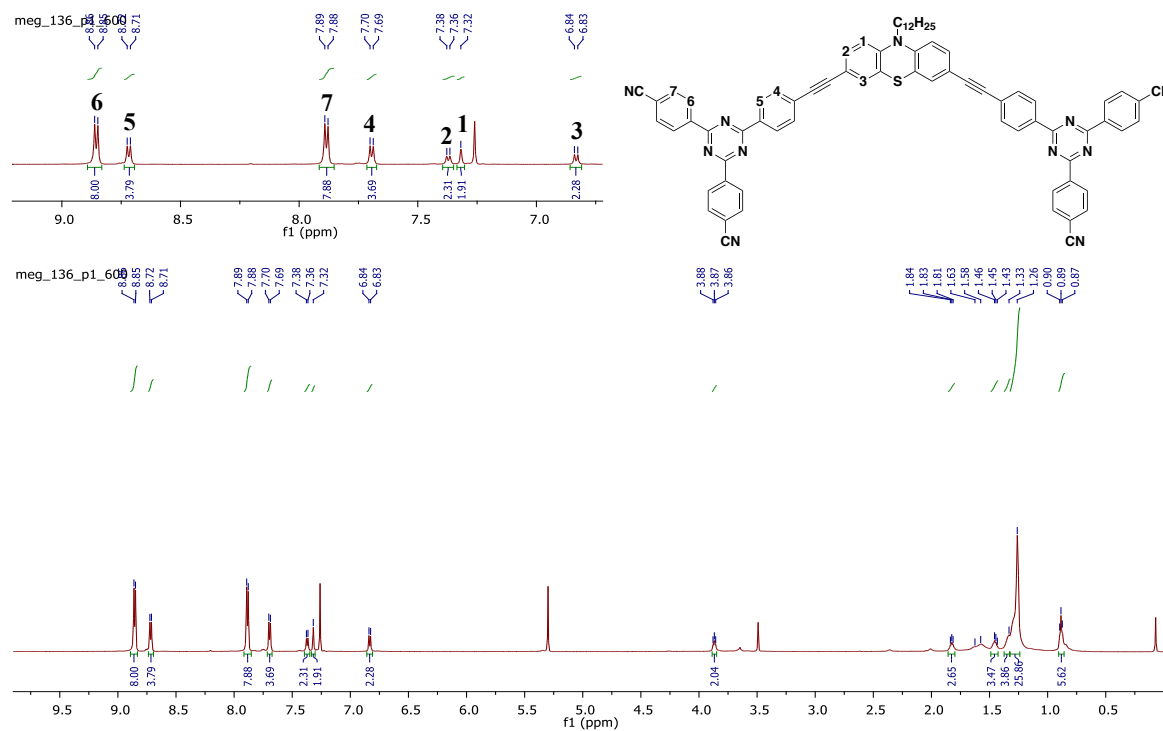 meg_136_p1_600
8.86 8.85 8.72 8.71 7.89 7.88 7.70 7.69 7.38 7.36 7.32 6.84 6.83
6 5 7 4 2 1 3
8.00 3.79 7.88 3.69 2.31 1.91 2.28
9.0 8.5 8.0 7.5 7.0
f1 (ppm)
C12H25
N
S
1
2
3
4
5
6
7
NC
N N
N
CN
Cl
N N
N
CN
meg_136_p1_600
8.85 8.72 8.71 7.89 7.88 7.70 7.69 7.38 7.36 7.32 6.84 6.83 3.88 3.87 3.86 1.84 1.83 1.81 1.63 1.58 1.46 1.45 1.43 1.33 1.26 0.90 0.89 0.87
8.00 3.79 7.88 3.69 2.31 1.91 2.28 2.04 2.65 3.47 3.86 25.86 5.62
9.5 9.0 8.5 8.0 7.5 7.0 6.5 6.0 5.5 5.0 4.5 4.0 3.5 3.0 2.5 2.0 1.5 1.0 0.5
f1 (ppm)